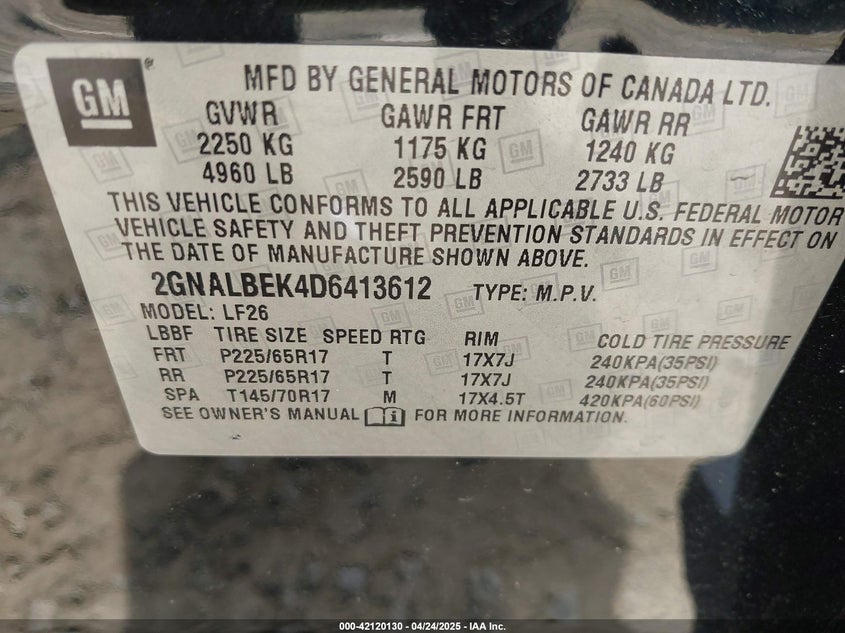 GM
MFD BY GENERAL MOTORS OF CANADA LTD.
GVWR GAWR FRT GAWR RR
2250 KG 1175 KG 1240 KG
4960 LB 2590 LB 2733 LB
THIS VEHICLE CONFORMS TO ALL APPLICABLE U.S. FEDERAL MOTOR
VEHICLE SAFETY AND THEFT PREVENTION STANDARDS IN EFFECT ON
THE DATE OF MANUFACTURE SHOWN ABOVE.
2GNALBEK4D6413612 TYPE: M.P.V.
MODEL: LF26
LBBF TIRE SIZE SPEED RTG RIM COLD TIRE PRESSURE
FRT P225/65R17 T 17X7J 240KPA(35PSI)
RR P225/65R17 T 17X7J 240KPA(35PSI)
SPA T145/70R17 M 17X4.5T 420KPA(60PSI)
SEE OWNER'S MANUAL i FOR MORE INFORMATION.
000-42120130 - 04/24/2025 - IAA Inc.